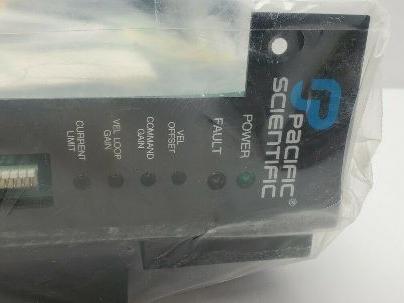 PACIFIC
SCIENTIFIC®
POWER
FAULT
VEL
OFFSET
COMMAND
GAIN
VEL LOOP
GAIN
CURRENT
LIMIT